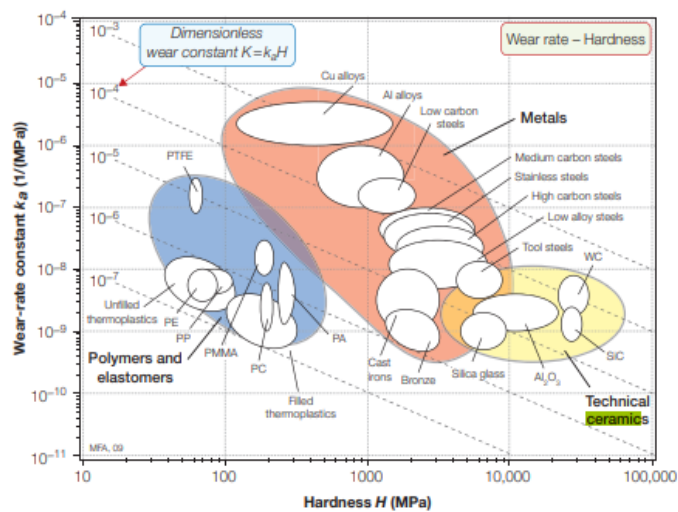 Dimensionless
wear constant K=kaH
Wear rate – Hardness
10⁻⁴
10⁻⁵
10⁻⁶
10⁻⁷
10⁻⁸
10⁻⁹
10⁻¹⁰
10⁻¹¹
Wear-rate constant ka (1/(MPa))
10⁻³
10⁻⁴
10⁻⁵
10⁻⁶
10⁻⁷
Cu alloys
Al alloys
Low carbon
steels
Metals
Medium carbon steels
Stainless steels
High carbon steels
Low alloy steels
Tool steels
PTFE
WC
Unfilled
thermoplastics
PE
PP
PMMA
PC
PA
Polymers and
elastomers
Filled
thermoplastics
Cast
irons
Bronze
Silica glass
Al₂O₃
SiC
Technical
ceramics
MFA, 09
10
100
1000
10,000
100,000
Hardness H (MPa)